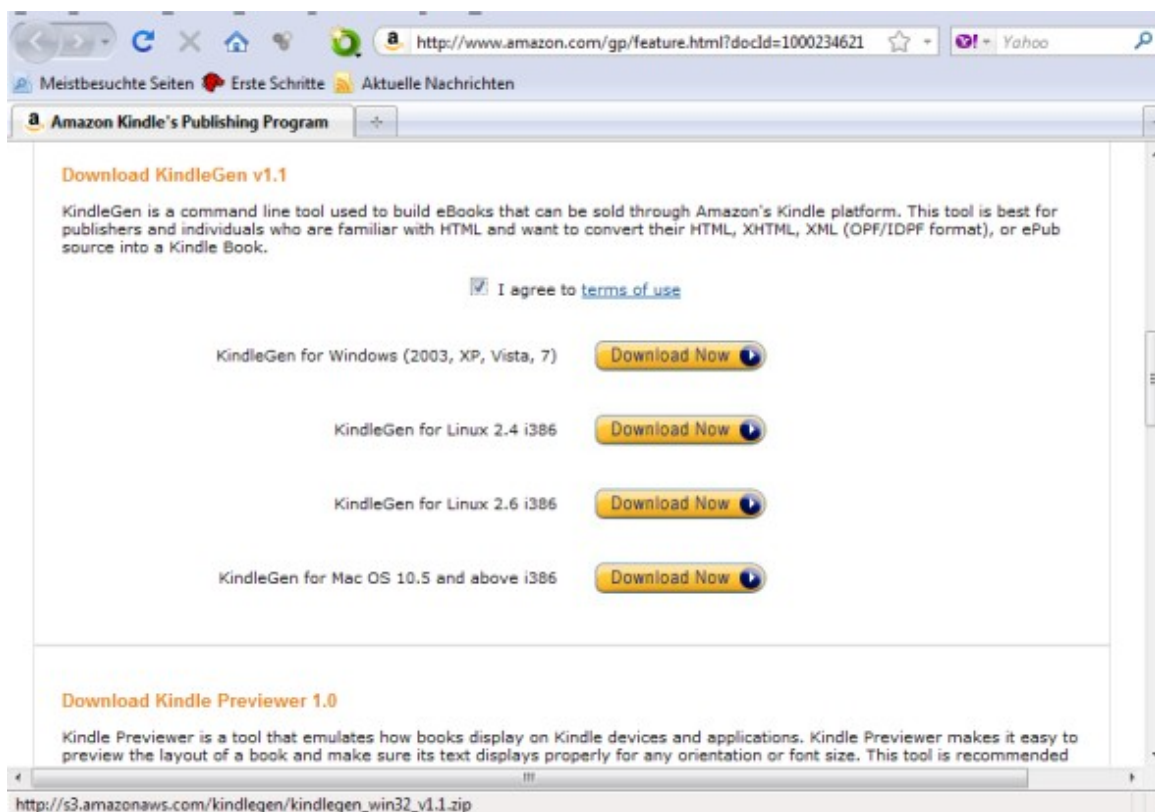 http://www.amazon.com/gp/feature.html?docId=1000234621
Yahoo
Meistbesuchte Seiten Erste Schritte Aktuelle Nachrichten
Amazon Kindle's Publishing Program
Download KindleGen v1.1
KindleGen is a command line tool used to build eBooks that can be sold through Amazon's Kindle platform. This tool is best for
publishers and individuals who are familiar with HTML and want to convert their HTML, XHTML, XML (OPF/IDPF format), or ePub
source into a Kindle Book.
I agree to terms of use
KindleGen for Windows (2003, XP, Vista, 7) Download Now
KindleGen for Linux 2.4 i386 Download Now
KindleGen for Linux 2.6 i386 Download Now
KindleGen for Mac OS 10.5 and above i386 Download Now
Download Kindle Previewer 1.0
Kindle Previewer is a tool that emulates how books display on Kindle devices and applications. Kindle Previewer makes it easy to
preview the layout of a book and make sure its text displays properly for any orientation or font size. This tool is recommended
http://s3.amazonaws.com/kindlegen/kindlegen_win32_v1.1.zip